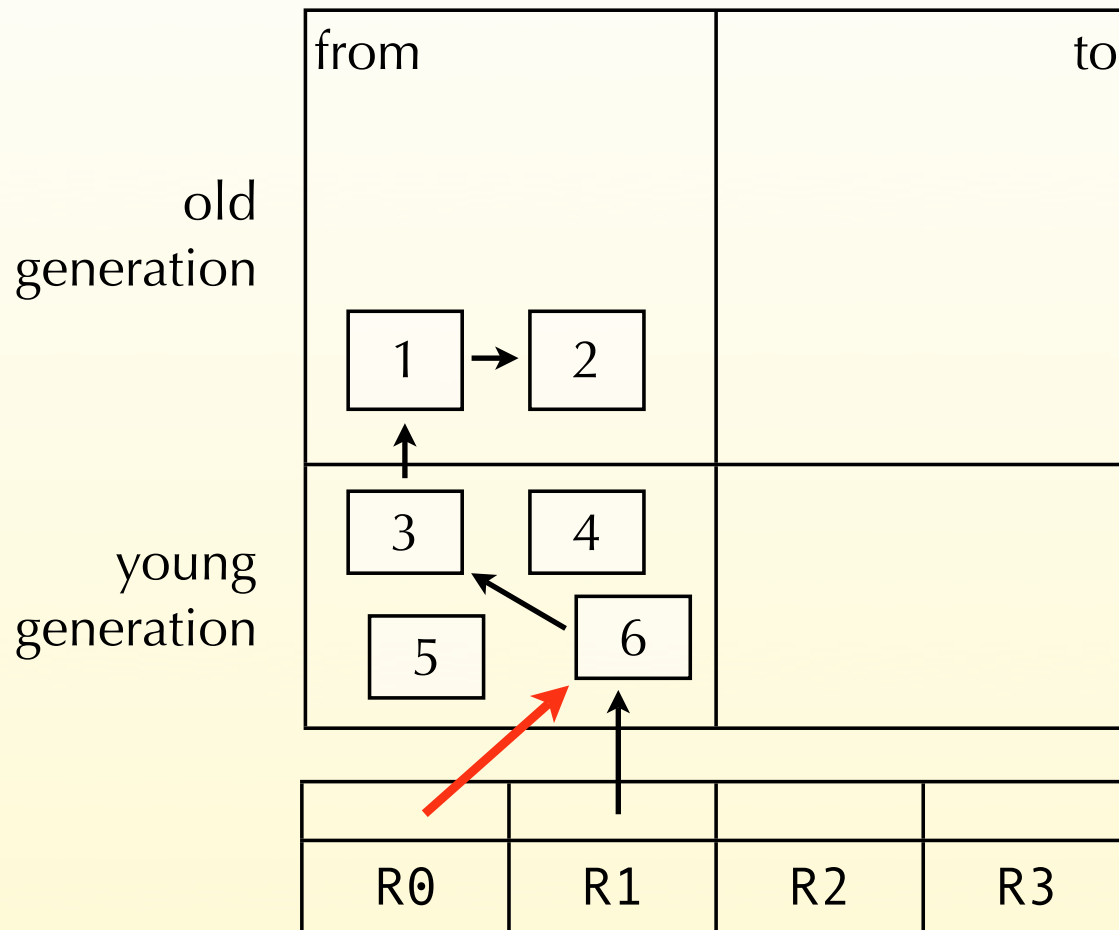 from
to
old
generation
1
2
3
4
young
generation
5
6
R0
R1
R2
R3